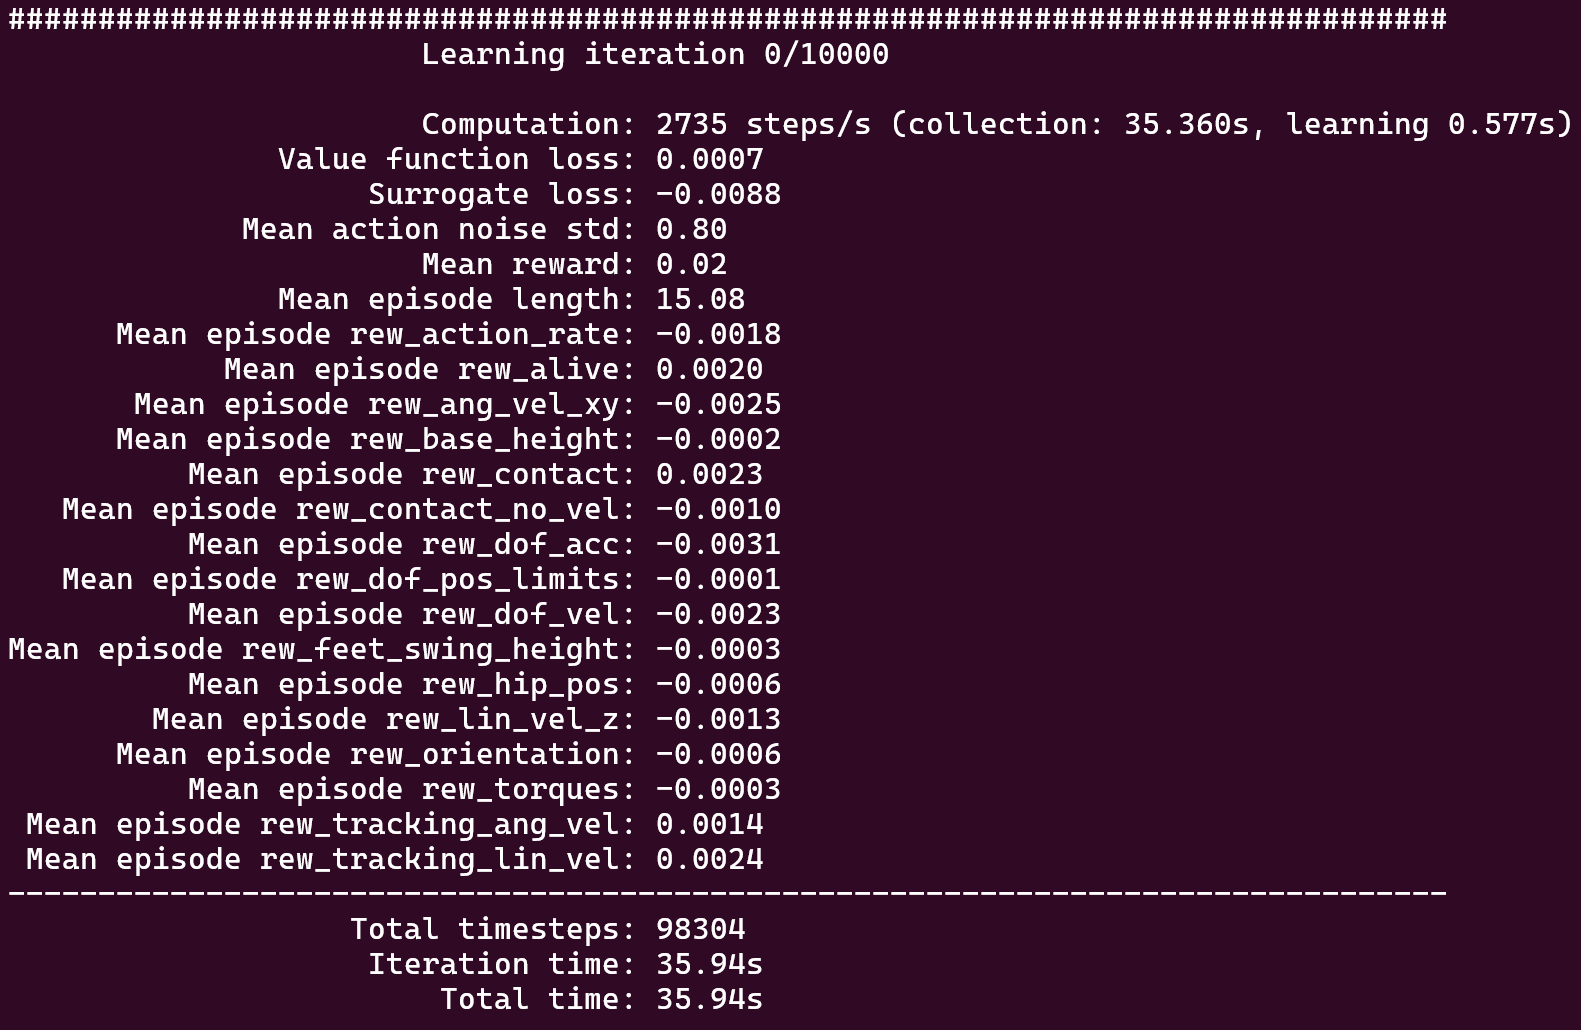 ################################################################################
Learning iteration 0/10000
Computation: 2735 steps/s (collection: 35.360s, learning 0.577s)
Value function loss: 0.0007
Surrogate loss: -0.0088
Mean action noise std: 0.80
Mean reward: 0.02
Mean episode length: 15.08
Mean episode rew_action_rate: -0.0018
Mean episode rew_alive: 0.0020
Mean episode rew_ang_vel_xy: -0.0025
Mean episode rew_base_height: -0.0002
Mean episode rew_contact: 0.0023
Mean episode rew_contact_no_vel: -0.0010
Mean episode rew_dof_acc: -0.0031
Mean episode rew_dof_pos_limits: -0.0001
Mean episode rew_dof_vel: -0.0023
Mean episode rew_feet_swing_height: -0.0003
Mean episode rew_hip_pos: -0.0006
Mean episode rew_lin_vel_z: -0.0013
Mean episode rew_orientation: -0.0006
Mean episode rew_torques: -0.0003
Mean episode rew_tracking_ang_vel: 0.0014
Mean episode rew_tracking_lin_vel: 0.0024
--------------------------------------------------------------------------------
Total timesteps: 98304
Iteration time: 35.94s
Total time: 35.94s